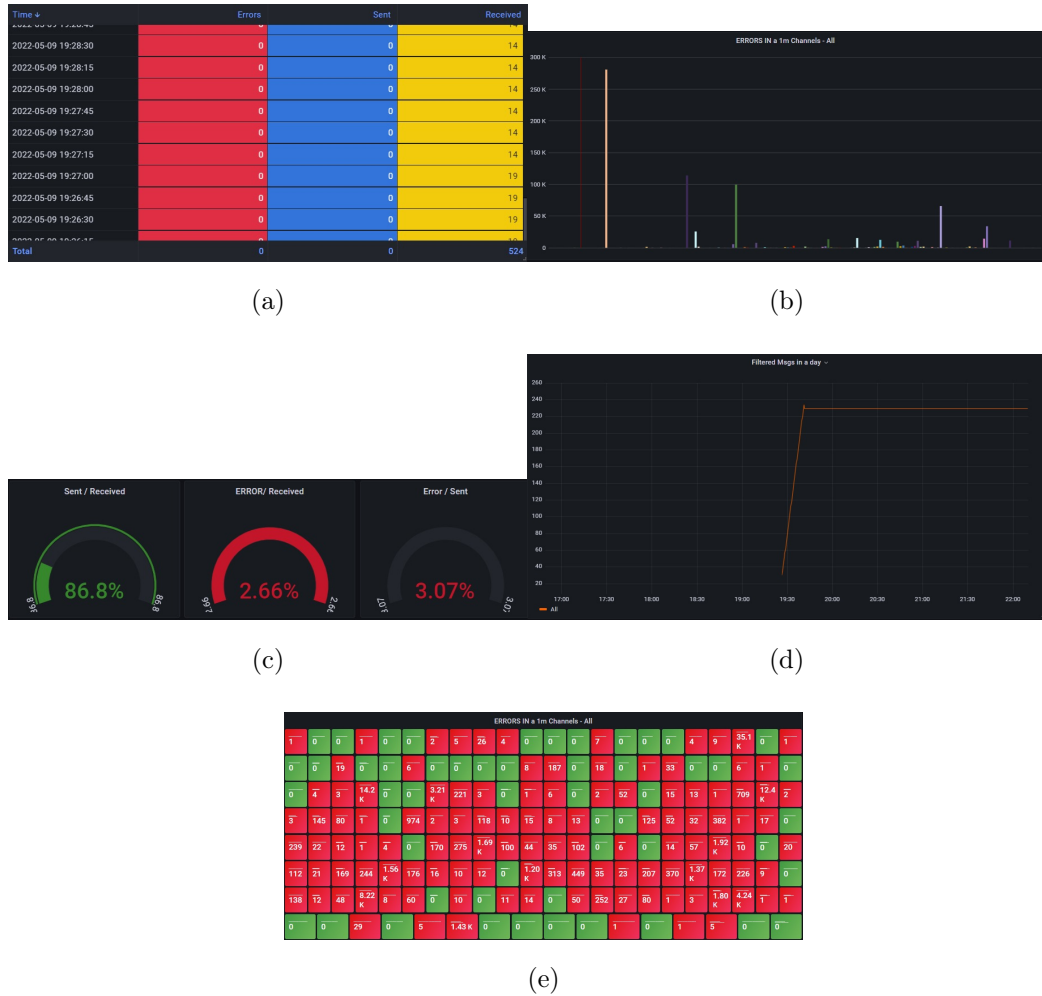 Time ↓ Errors Sent Received
2022-05-09 19:28:30 0 0 14
2022-05-09 19:28:15 0 0 14
2022-05-09 19:28:00 0 0 14
2022-05-09 19:27:45 0 0 14
2022-05-09 19:27:30 0 0 14
2022-05-09 19:27:15 0 0 14
2022-05-09 19:27:00 0 0 19
2022-05-09 19:26:45 0 0 19
2022-05-09 19:26:30 0 0 19
Total 0 0 524
(a)
ERRORS IN a 1m Channels - All
300 K
250 K
200 K
150 K
100 K
50 K
0
(b)
Sent / Received ERROR/ Received Error / Sent
86.8% 2.66% 3.07%
86.8 86.8 2.66 2.66 3.07 3.07
(c)
Filtered Msgs in a day
260
240
220
200
180
160
140
120
100
80
60
40
20
17:00 17:30 18:00 18:30 19:00 19:30 20:00 20:30 21:00 21:30 22:00
All
(d)
ERRORS IN a 1m Channels - All
1 0 0 1 0 0 2 5 26 4 0 0 0 7 0 0 0 4 9 35.1 K 0 1
0 0 19 0 0 6 0 0 0 0 8 187 0 18 0 1 33 0 0 6 1 0
0 4 3 14.2 K 0 0 3.21 K 221 3 0 1 6 0 2 52 0 15 13 1 709 12.4 K 2
3 145 80 1 0 974 2 3 118 10 15 8 13 0 0 125 52 32 382 1 17 0
239 22 12 1 4 0 170 275 1.69 K 100 44 35 102 0 6 0 14 57 1.92 K 10 0 20
112 21 169 244 1.56 K 176 16 10 12 0 1.20 K 313 449 35 23 207 370 1.37 K 172 226 9 0
138 12 48 8.22 K 8 60 0 10 0 11 14 0 50 252 27 80 1 3 1.80 K 4.24 K 1 1
0 0 29 0 5 1.43 K 0 0 0 0 1 0 1 5 0 0
(e)